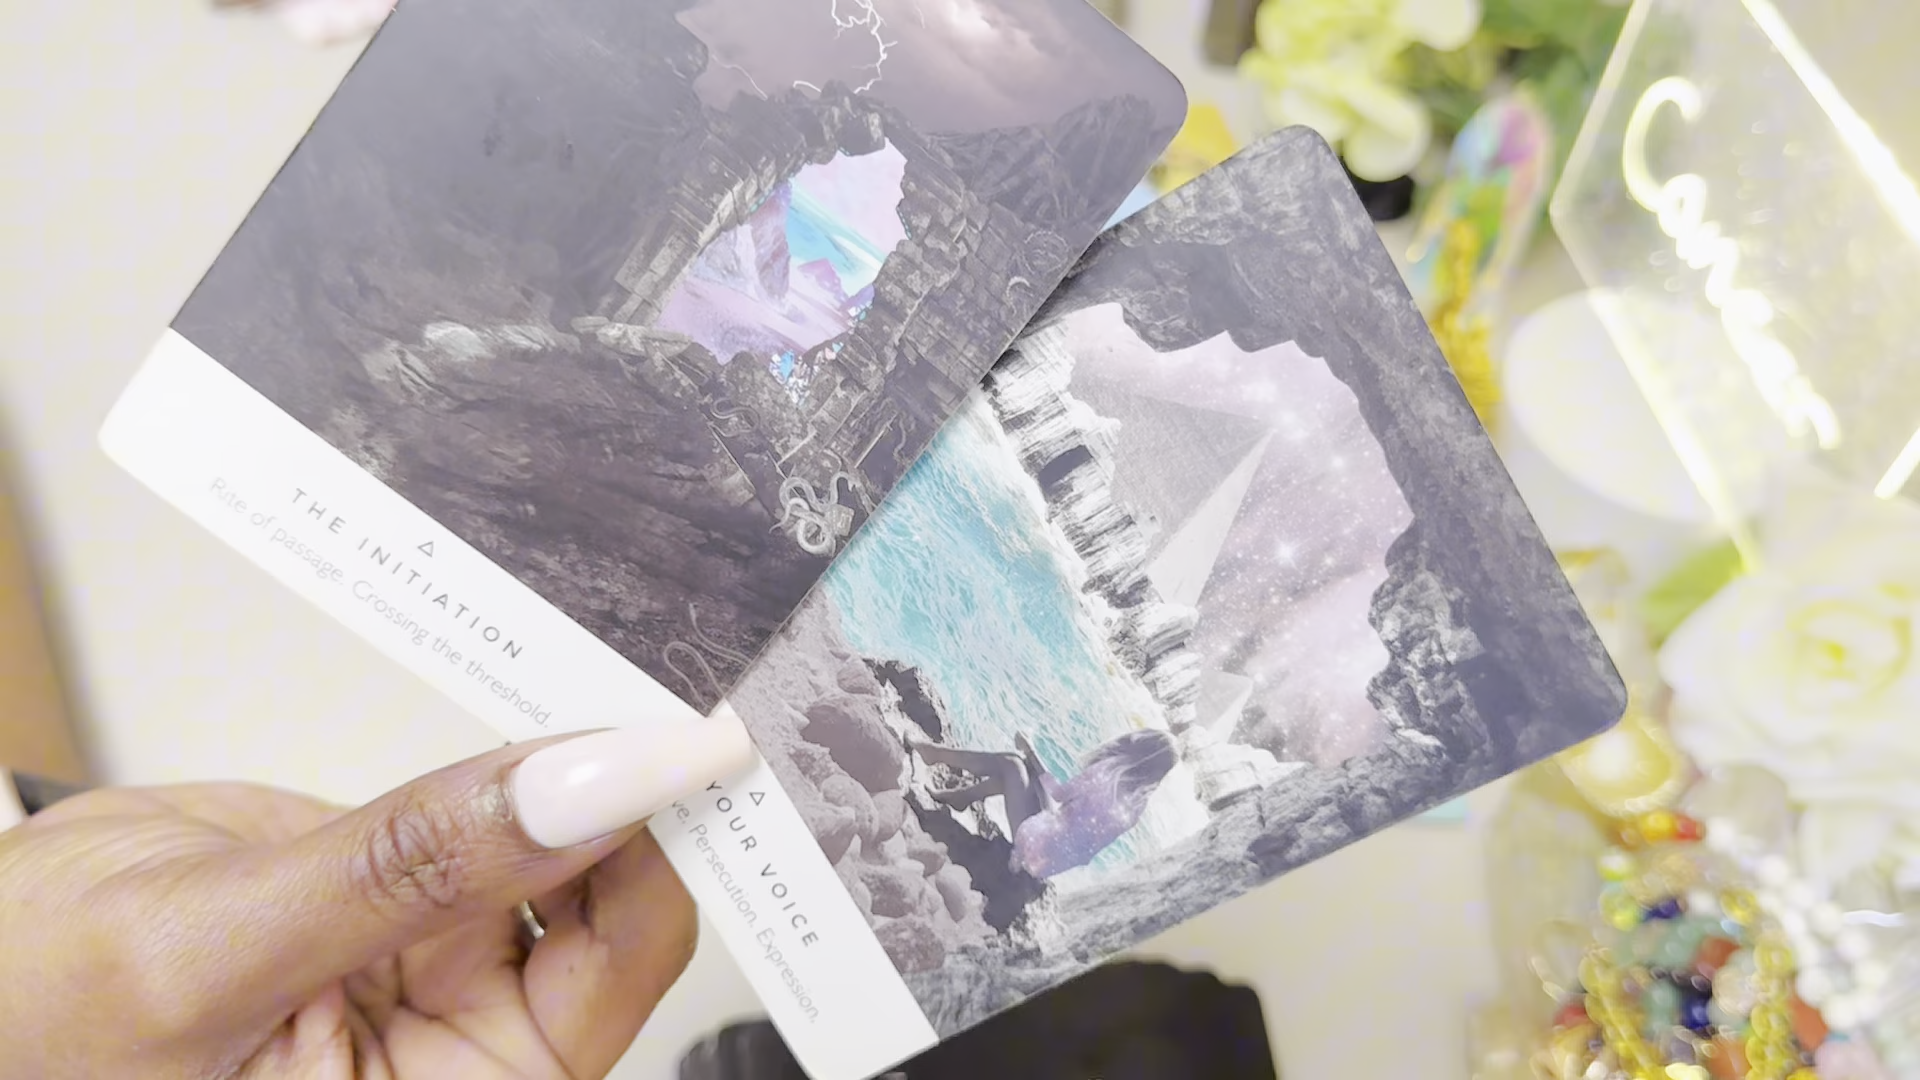 THE INITIATION
Rite of passage. Crossing the threshold.
YOUR VOICE
Persecution. Expression.